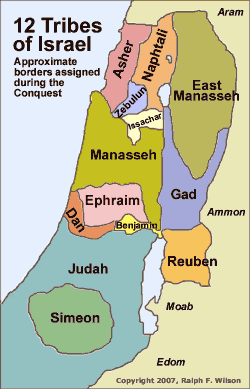 12 Tribes
of Israel
Approximate
borders assigned
during the
Conquest
Aram
Asher
Naphtali
Zebulun
East
Manasseh
Issachar
Manasseh
Gad
Ephraim
Dan
Benjamin
Ammon
Reuben
Judah
Moab
Simeon
Edom
Copyright 2007, Ralph F. Wilson